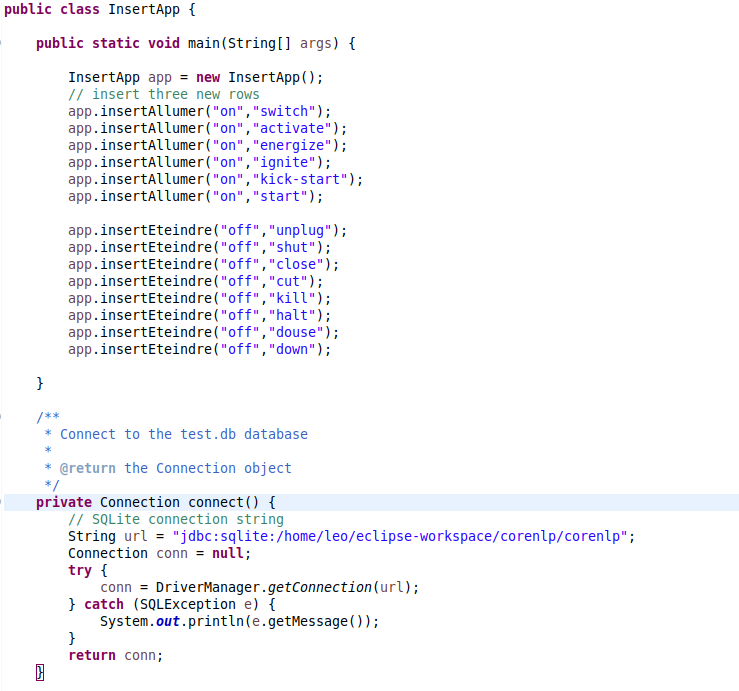 public class InsertApp {
public static void main(String[] args) {
InsertApp app = new InsertApp();
// insert three new rows
app.insertAllumer("on","switch");
app.insertAllumer("on","activate");
app.insertAllumer("on","energize");
app.insertAllumer("on","ignite");
app.insertAllumer("on","kick-start");
app.insertAllumer("on","start");
app.insertEteindre("off","unplug");
app.insertEteindre("off","shut");
app.insertEteindre("off","close");
app.insertEteindre("off","cut");
app.insertEteindre("off","kill");
app.insertEteindre("off","halt");
app.insertEteindre("off","douse");
app.insertEteindre("off","down");
}
/**
* Connect to the test.db database
*
* @return the Connection object
*/
private Connection connect() {
// SQLite connection string
String url = "jdbc:sqlite:/home/leo/eclipse-workspace/corenlp/corenlp";
Connection conn = null;
try {
conn = DriverManager.getConnection(url);
} catch (SQLException e) {
System.out.println(e.getMessage());
}
return conn;
}